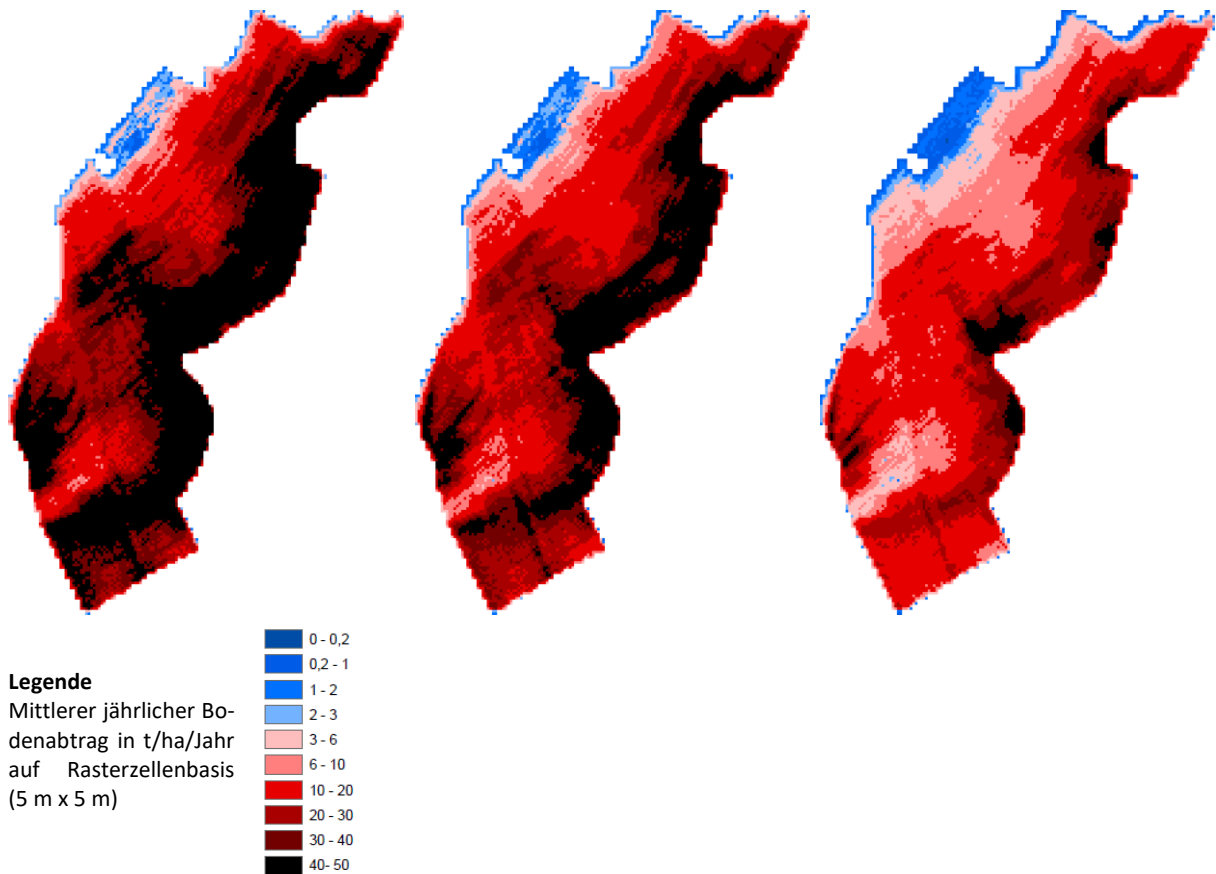 Legende
Mittlerer jährlicher Bo-
denabtrag in t/ha/Jahr
auf Rasterzellenbasis
(5 m x 5 m)
0 - 0,2
0,2 - 1
1 - 2
2 - 3
3 - 6
6 - 10
10 - 20
20 - 30
30 - 40
40- 50